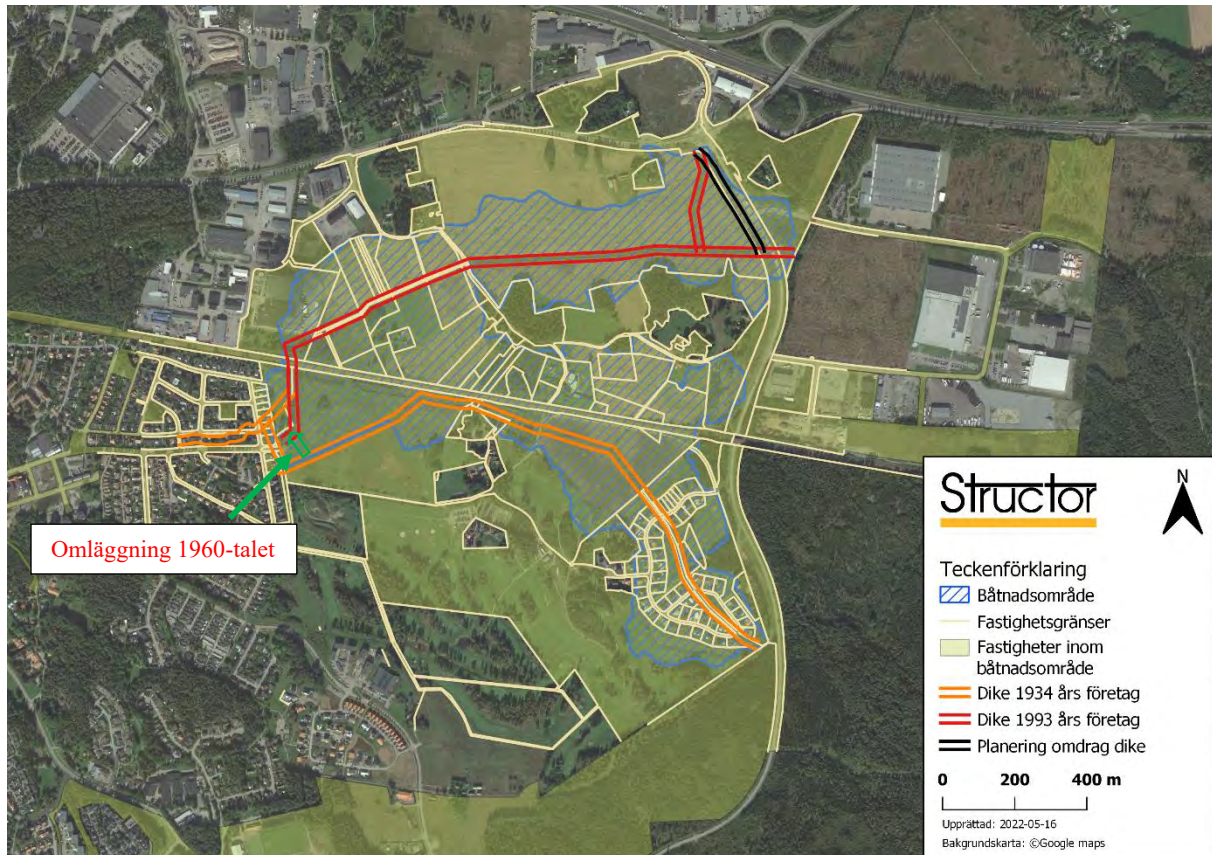 Omläggning 1960-talet
Structor
N
Teckenförklaring
Båtnadsområde
Fastighetsgränser
Fastigheter inom
båtnadsområde
Dike 1934 års företag
Dike 1993 års företag
Planering omdrag dike
0 200 400 m
Upprättad: 2022-05-16
Bakgrundskarta: ©Google maps